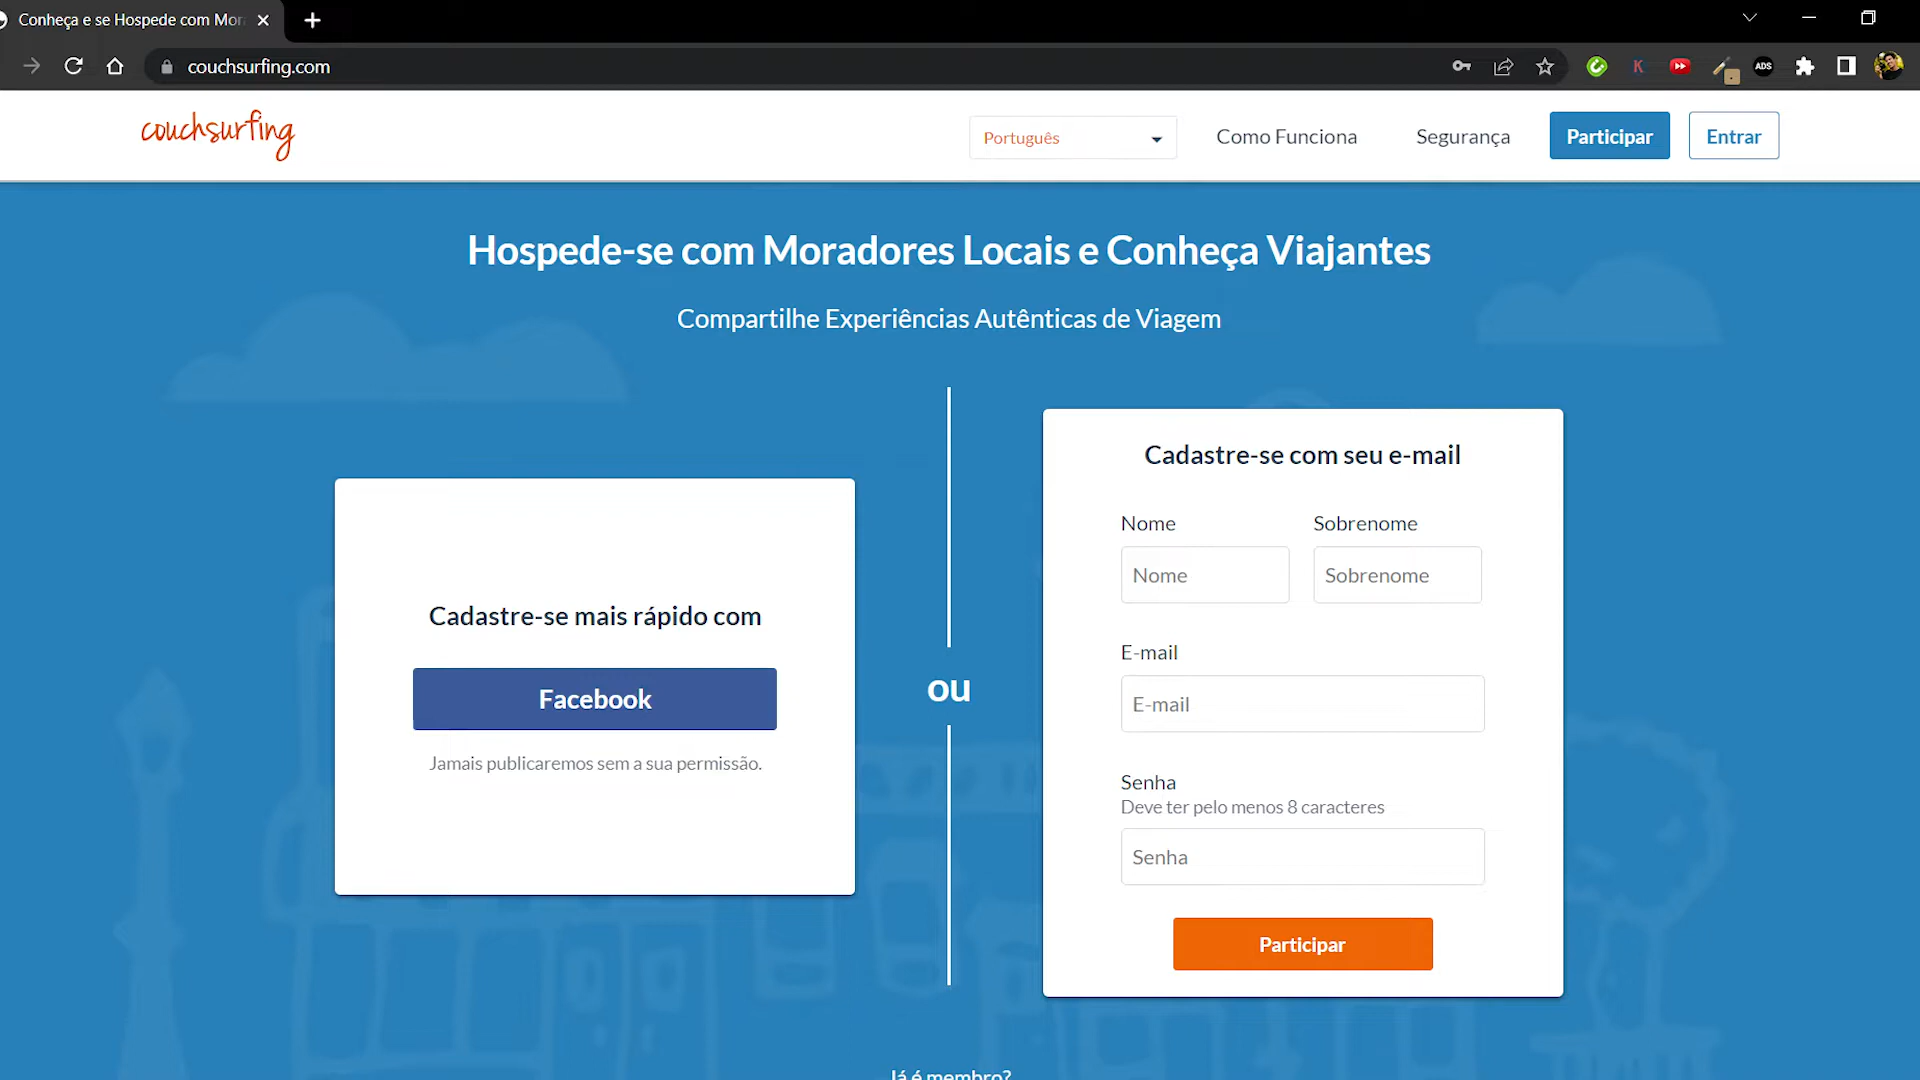 Conheça e se Hospede com Mor
couchsurfing.com
K
ADS
couchsurfing
Português
Como Funciona
Segurança
Participar
Entrar
Hospede-se com Moradores Locais e Conheça Viajantes
Compartilhe Experiências Autênticas de Viagem
Cadastre-se mais rápido com
Facebook
Jamais publicaremos sem a sua permissão.
ou
Cadastre-se com seu e-mail
Nome
Sobrenome
Nome
Sobrenome
E-mail
E-mail
Senha
Deve ter pelo menos 8 caracteres
Senha
Participar
Já é membro?